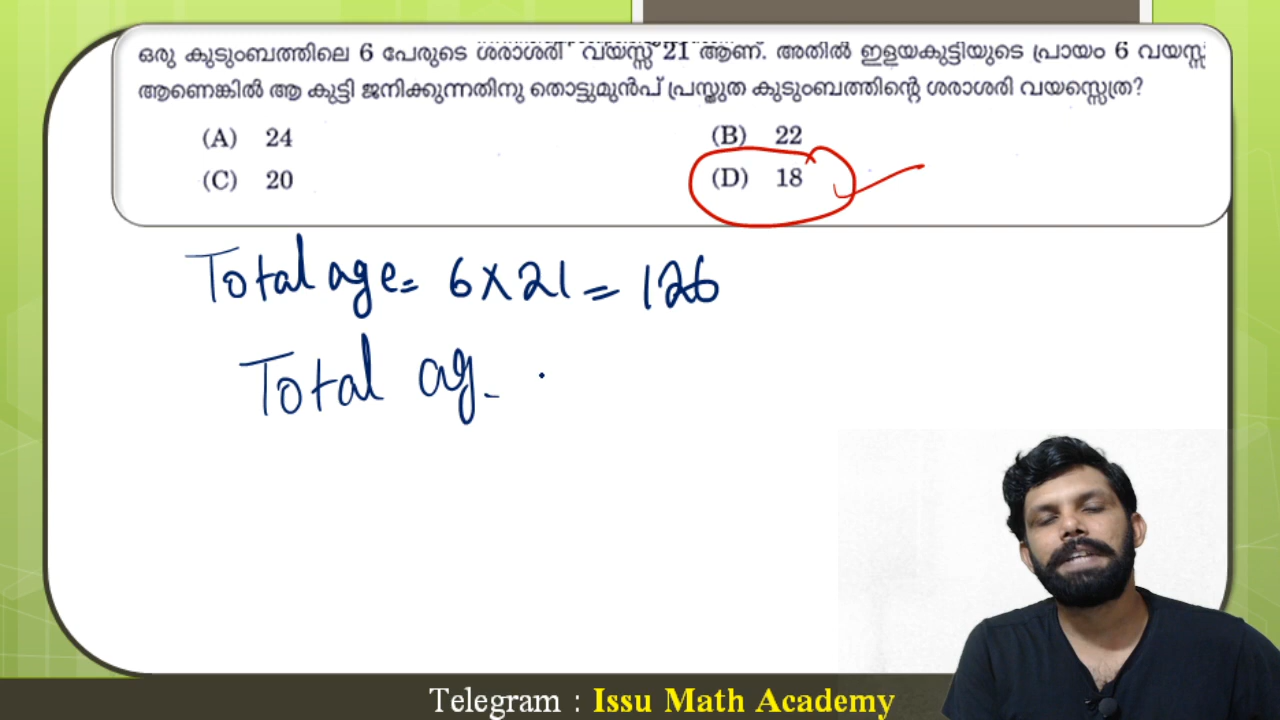 ഒരു കുടുംബത്തിലെ 6 പേരുടെ ശരാശരി വയസ്സ് 21 ആണ്. അതിൽ ഇളയകുട്ടിയുടെ പ്രായം 6 വയസ്സ്
ആണെങ്കിൽ ആ കുട്ടി ജനിക്കുന്നതിനു തൊട്ടുമുൻപ് പ്രസ്തുത കുടുംബത്തിന്റെ ശരാശരി വയസ്സെത്ര?
(A) 24 (B) 22
(C) 20 (D) 18
Total age = 6 × 21 = 126
Total ag
Telegram : Issu Math Academy